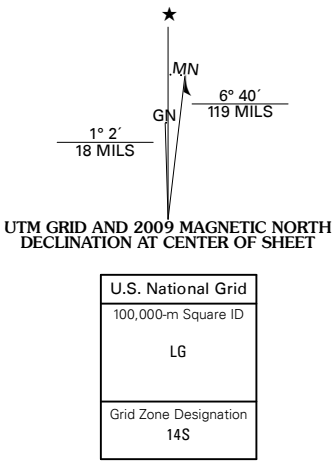 ★
MN
6° 40´
119 MILS
GN
1° 2´
18 MILS
UTM GRID AND 2009 MAGNETIC NORTH
DECLINATION AT CENTER OF SHEET
U.S. National Grid
100,000-m Square ID
LG
Grid Zone Designation
14S